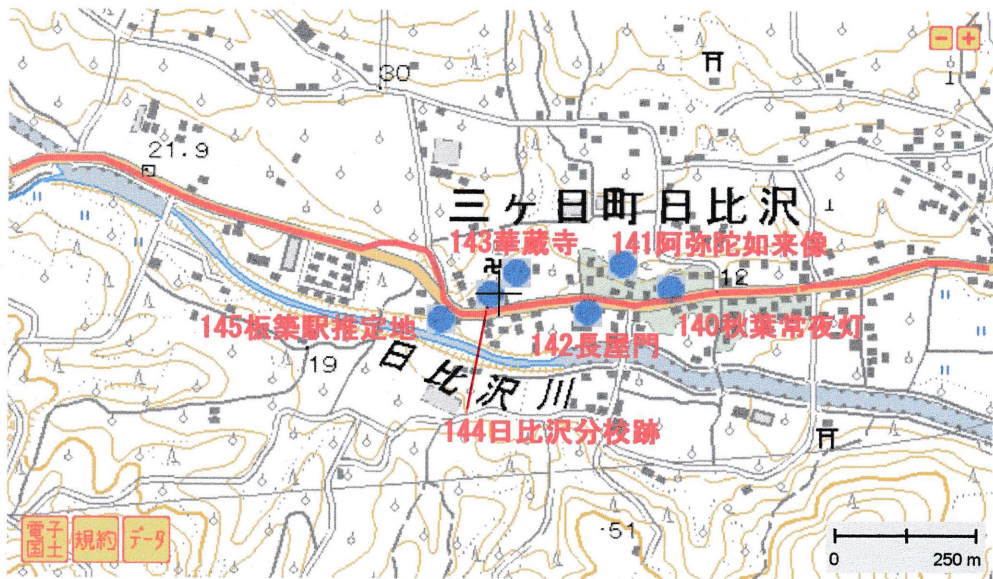 30
21.9
三ヶ日町日比沢
143華蔵寺
141阿弥陀如来像
12
145板築駅推定地
142長屋門
140秋葉常夜灯
19
日比沢川
144日比沢分校跡
51
電子国土
規約
データ
0 250 m